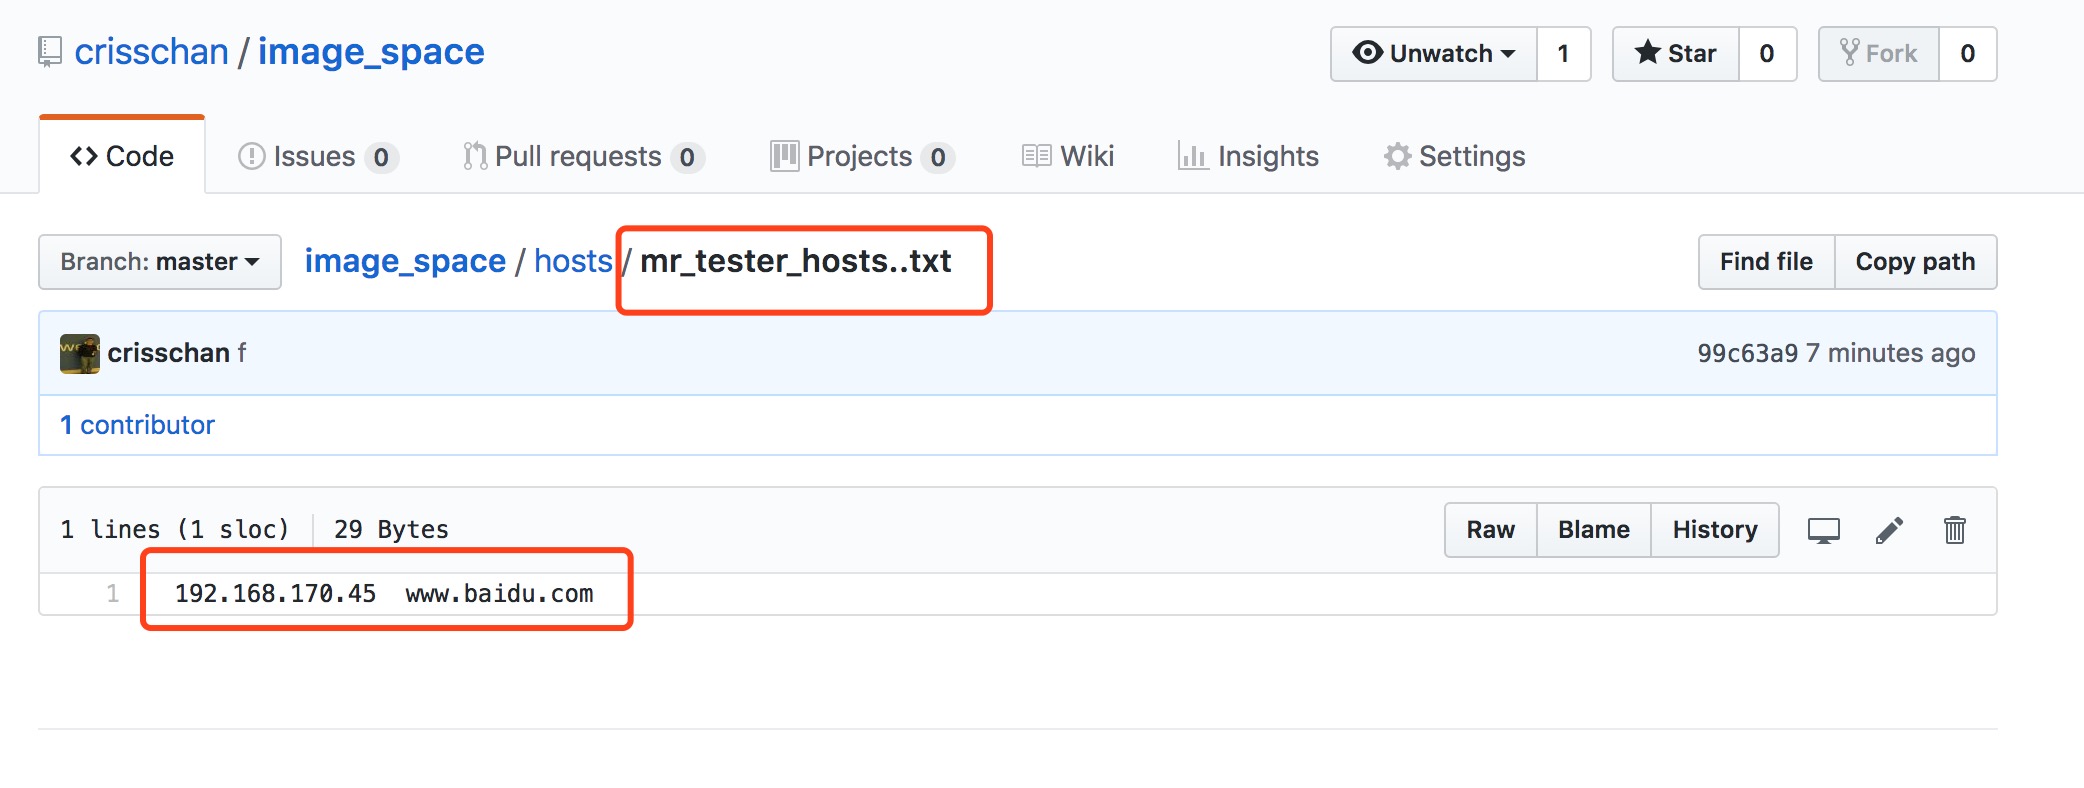 crisschan / image_space
Unwatch 1 Star 0 Fork 0
Code Issues 0 Pull requests 0 Projects 0 Wiki Insights Settings
Branch: master image_space / hosts / mr_tester_hosts..txt Find file Copy path
crisschan f 99c63a9 7 minutes ago
1 contributor
1 lines (1 sloc) 29 Bytes Raw Blame History
1 192.168.170.45 www.baidu.com